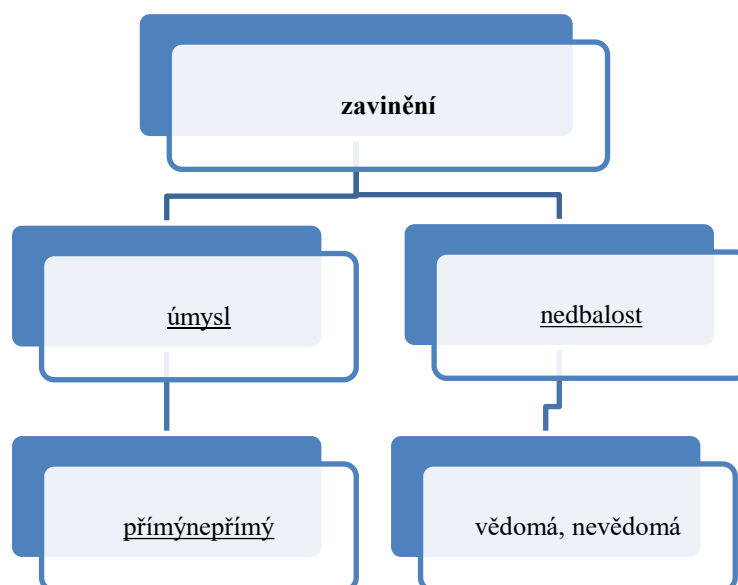 zavinění
úmysl
nedbalost
přímýnepřímý
vědomá, nevědomá